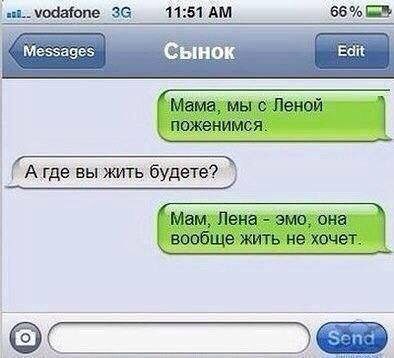 vodafone 3G 11:51 AM 66%
Messages Сынок Edit
Мама, мы с Леной
поженимся.
А где вы жить будете?
Мам, Лена - эмо, она
вообще жить не хочет.
Send